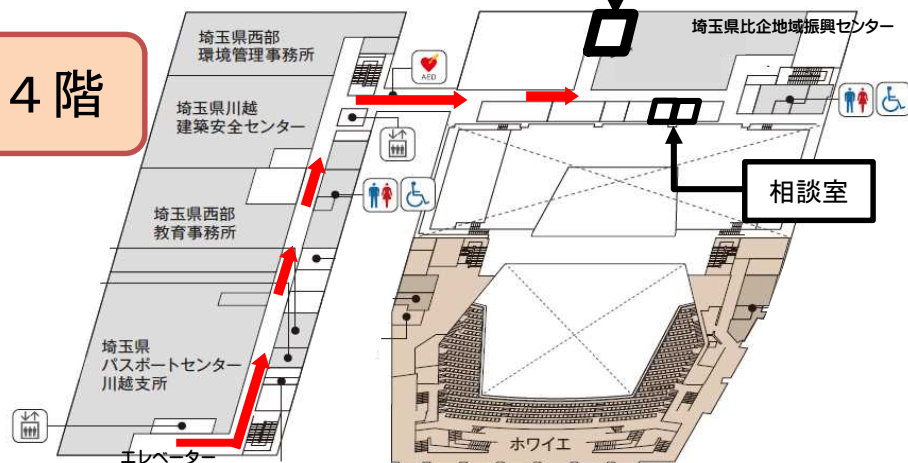 4階
埼玉県西部
環境管理事務所
埼玉県川越
建築安全センター
埼玉県西部
教育事務所
埼玉県
パスポートセンター
川越支所
エレベーター
AED
埼玉県比企地域振興センター
相談室
ホワイエ